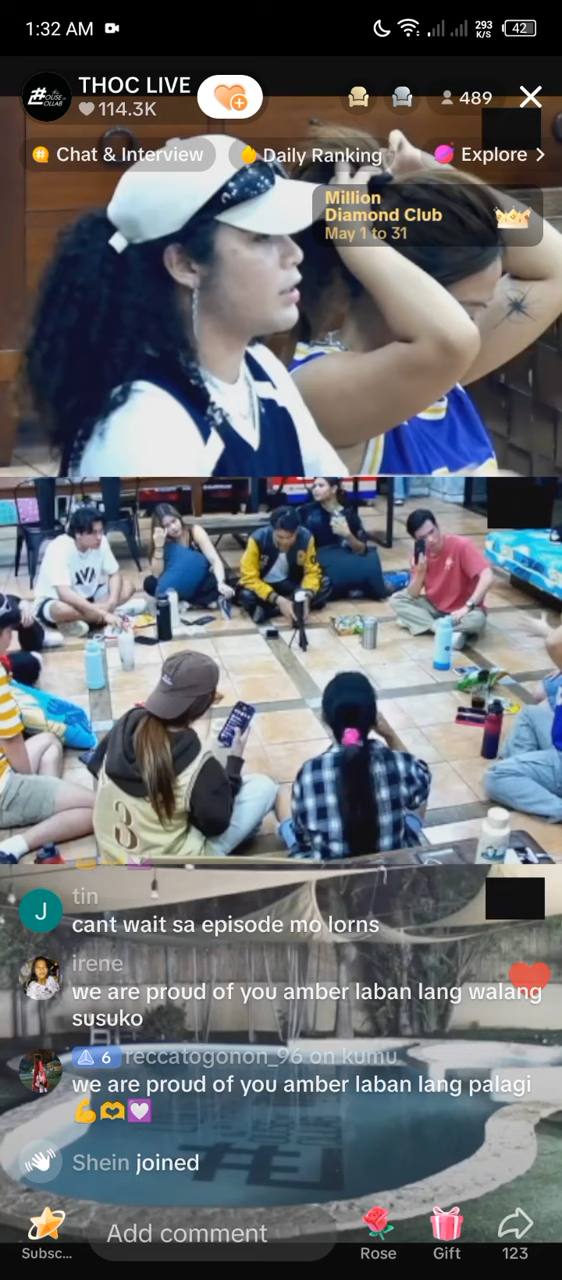 1:32 AM
293
K/S
42
THOC LIVE
114.3K
489
Chat & Interview
Daily Ranking
Explore
Million
Diamond Club
May 1 to 31
3
J
tin
cant wait sa episode mo lorns
irene
we are proud of you amber laban lang walang
susuko
6 reccatogonon_96 on kumu
we are proud of you amber laban lang palagi
💪🫶💜
Shein joined
Subsc...
Add comment
Rose
Gift
123